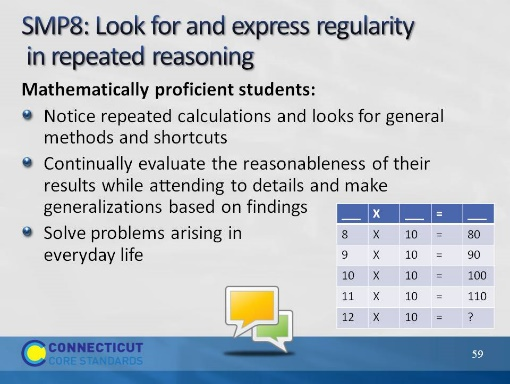 SMP8: Look for and express regularity
in repeated reasoning
Mathematically proficient students:
Notice repeated calculations and looks for general
methods and shortcuts
Continually evaluate the reasonableness of their
results while attending to details and make
generalizations based on findings
Solve problems arising in
everyday life
___ X ___ = ___
8 X 10 = 80
9 X 10 = 90
10 X 10 = 100
11 X 10 = 110
12 X 10 = ?
CONNECTICUT
CORE STANDARDS
59